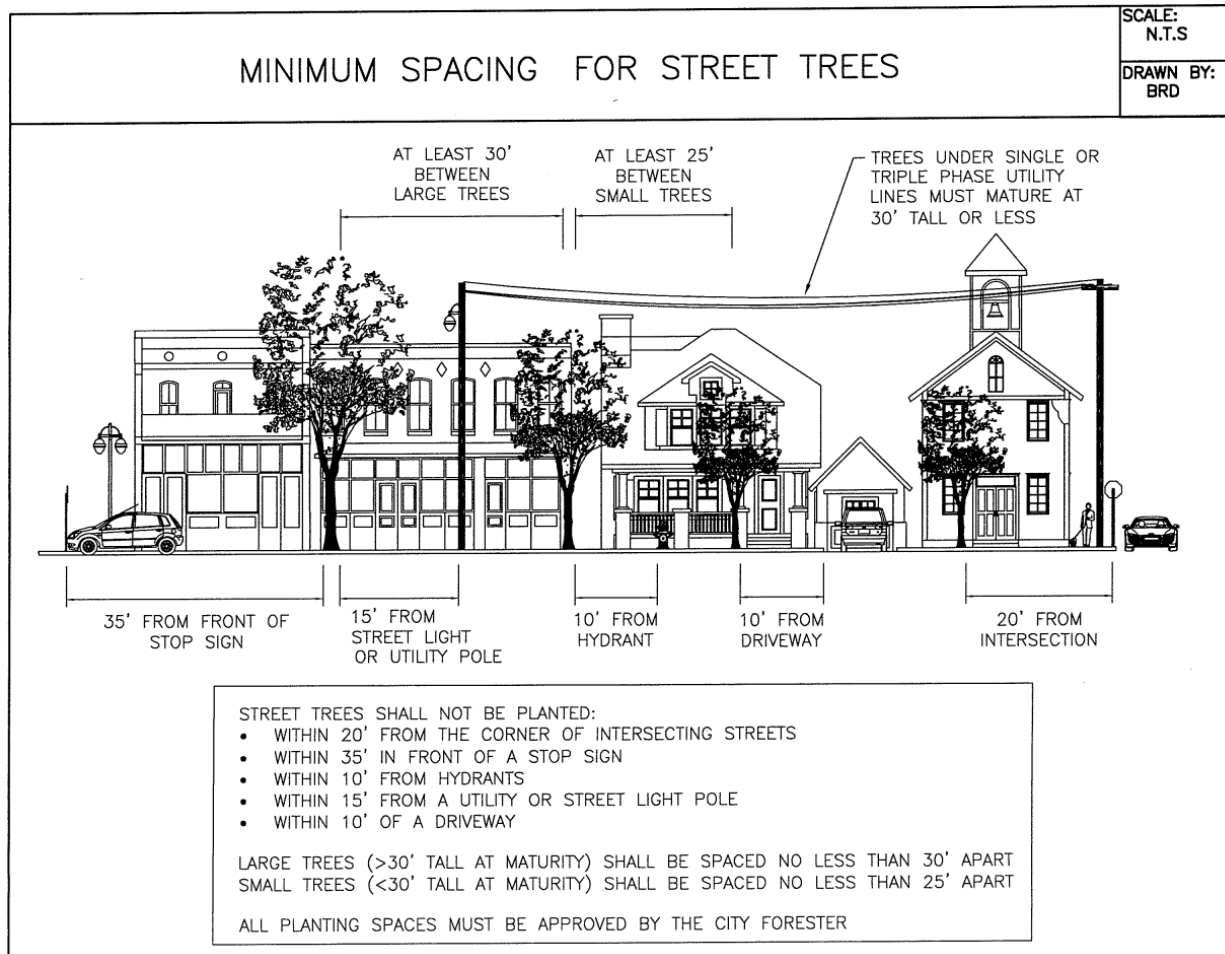 MINIMUM SPACING FOR STREET TREES
SCALE:
N.T.S
DRAWN BY:
BRD
AT LEAST 30'
BETWEEN
LARGE TREES
AT LEAST 25'
BETWEEN
SMALL TREES
TREES UNDER SINGLE OR
TRIPLE PHASE UTILITY
LINES MUST MATURE AT
30' TALL OR LESS
35' FROM FRONT OF
STOP SIGN
15' FROM
STREET LIGHT
OR UTILITY POLE
10' FROM
HYDRANT
10' FROM
DRIVEWAY
20' FROM
INTERSECTION
STREET TREES SHALL NOT BE PLANTED:
• WITHIN 20' FROM THE CORNER OF INTERSECTING STREETS
• WITHIN 35' IN FRONT OF A STOP SIGN
• WITHIN 10' FROM HYDRANTS
• WITHIN 15' FROM A UTILITY OR STREET LIGHT POLE
• WITHIN 10' OF A DRIVEWAY
LARGE TREES (>30' TALL AT MATURITY) SHALL BE SPACED NO LESS THAN 30' APART
SMALL TREES (<30' TALL AT MATURITY) SHALL BE SPACED NO LESS THAN 25' APART
ALL PLANTING SPACES MUST BE APPROVED BY THE CITY FORESTER